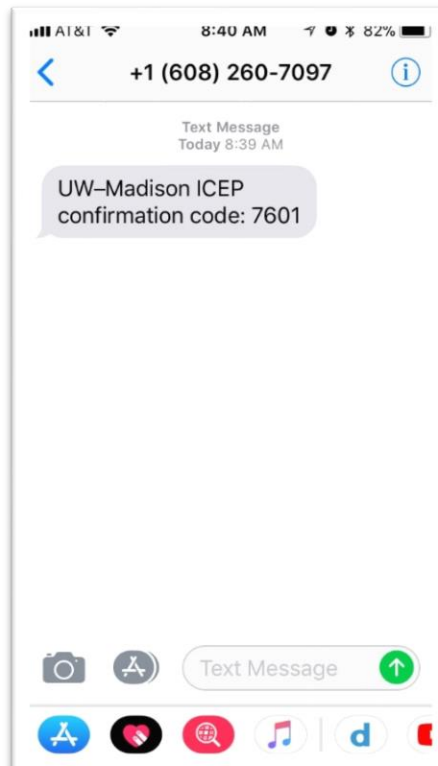 AT&T 8:40 AM 82%
+1 (608) 260-7097
Text Message
Today 8:39 AM
UW–Madison ICEP
confirmation code: 7601
Text Message
d